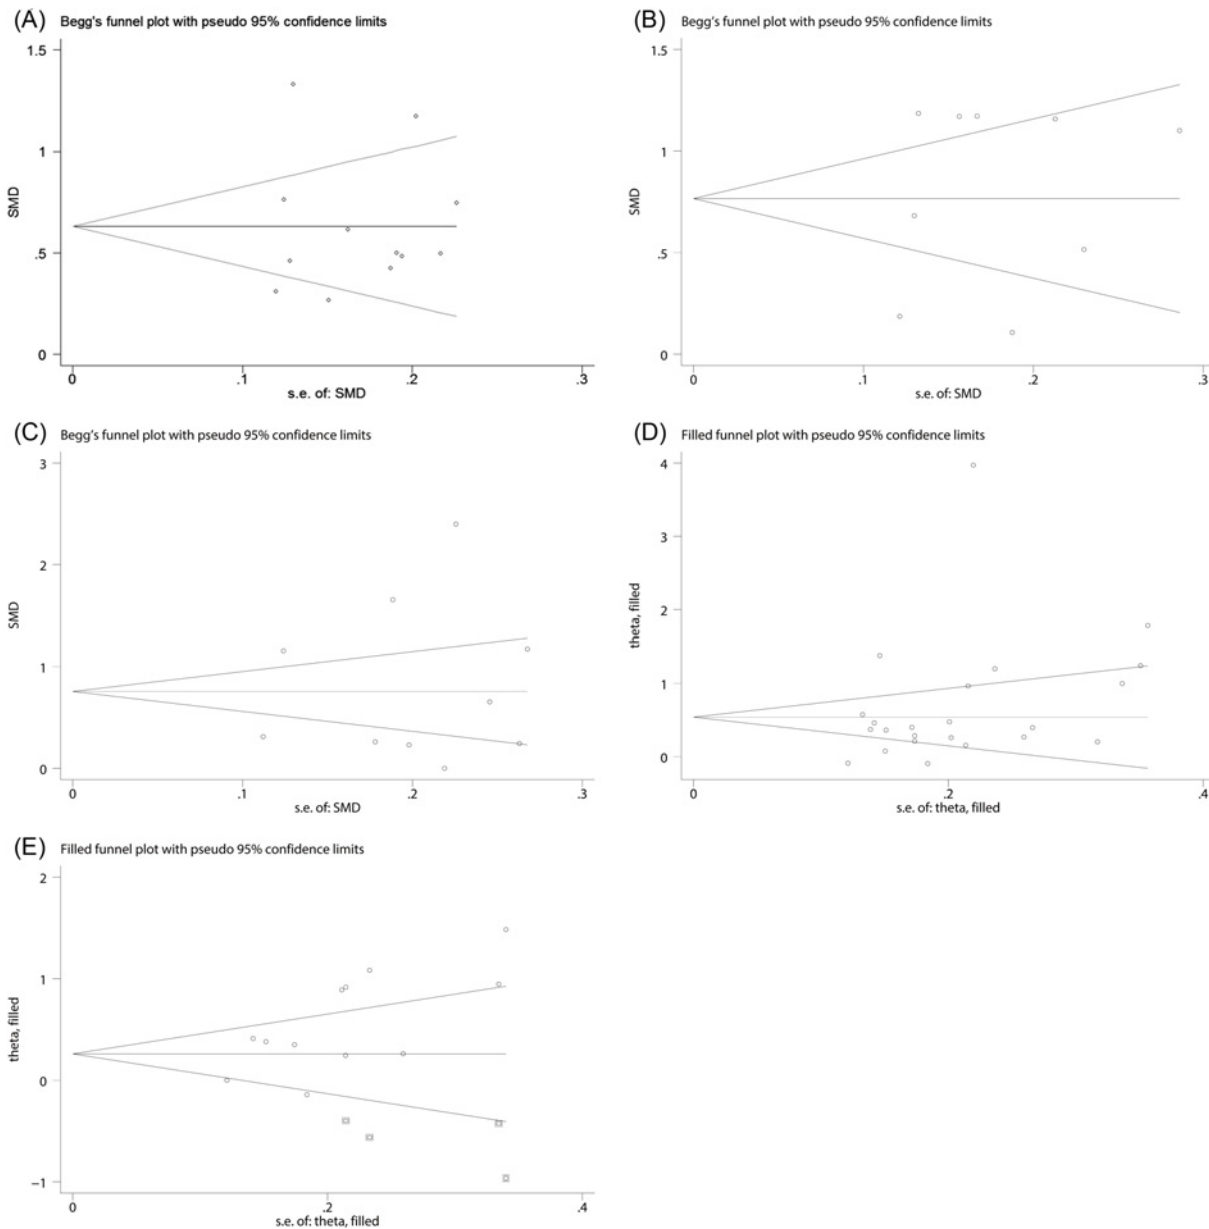 (A) Begg's funnel plot with pseudo 95% confidence limits
1.5
1
.5
0
SMD
0 .1 .2 .3
s.e. of: SMD
(B) Begg's funnel plot with pseudo 95% confidence limits
1.5
1
.5
0
SMD
0 .1 .2 .3
s.e. of: SMD
(C) Begg's funnel plot with pseudo 95% confidence limits
3
2
1
0
SMD
0 .1 .2 .3
s.e. of: SMD
(D) Filled funnel plot with pseudo 95% confidence limits
4
3
2
1
0
theta, filled
0 .2 .4
s.e. of: theta, filled
(E) Filled funnel plot with pseudo 95% confidence limits
2
1
0
−1
theta, filled
0 .2 .4
s.e. of: theta, filled